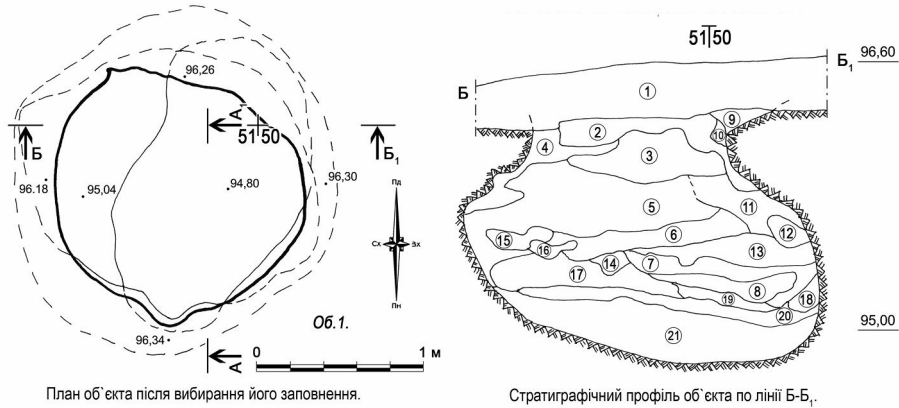 96,26
А₁
51 50
Б
Б₁
96.18
95,04
94,80
96,30
Пд
Сх
Зх
Пн
Об.1.
96,34
А
0
1 м
План об`єкта після вибирання його заповнення.
51 50
96,60
Б₁
Б
1
9
2
10
4
3
11
5
12
6
15
16
13
14
7
17
8
19
18
20
21
95,00
Стратиграфічний профіль об`єкта по лінії Б-Б₁.